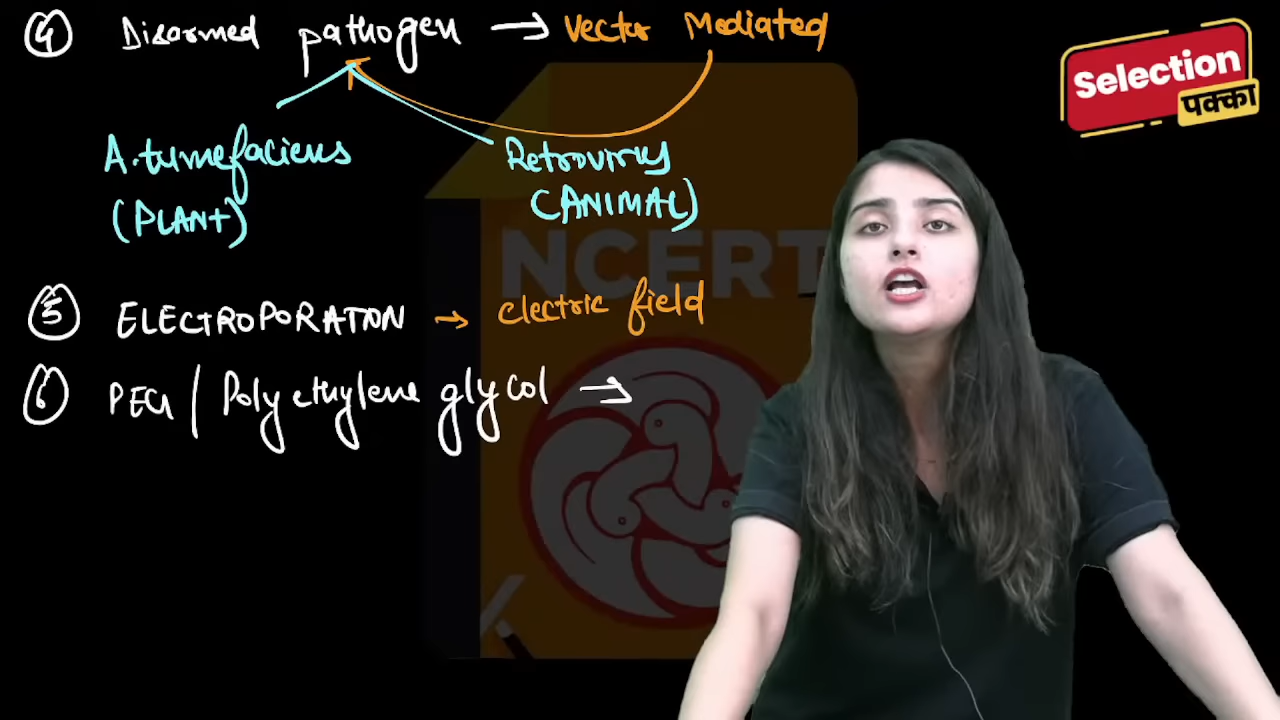 ④ Disarmed pathogen → Vector Mediated
A.tumefaciens
(PLANT)
Retrovirus
(ANIMAL)
⑤ ELECTROPORATION → electric field
⑥ PEG / Polyethylene glycol →
NCERT
Selection
पक्का